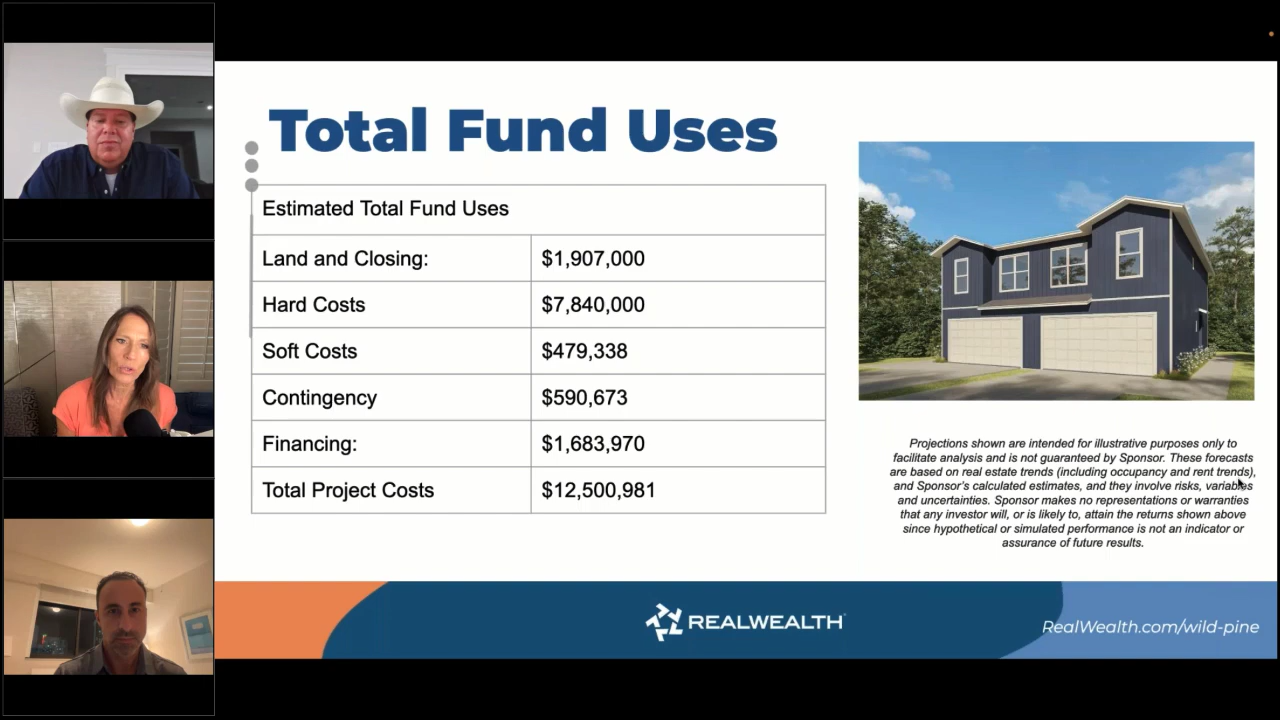 Total Fund Uses
Estimated Total Fund Uses
Land and Closing: $1,907,000
Hard Costs $7,840,000
Soft Costs $479,338
Contingency $590,673
Financing: $1,683,970
Total Project Costs $12,500,981
Projections shown are intended for illustrative purposes only to
facilitate analysis and is not guaranteed by Sponsor. These forecasts
are based on real estate trends (including occupancy and rent trends),
and Sponsor's calculated estimates, and they involve risks, variables
and uncertainties. Sponsor makes no representations or warranties
that any investor will, or is likely to, attain the returns shown above
since hypothetical or simulated performance is not an indicator or
assurance of future results.
REALWEALTH
RealWealth.com/wild-pine